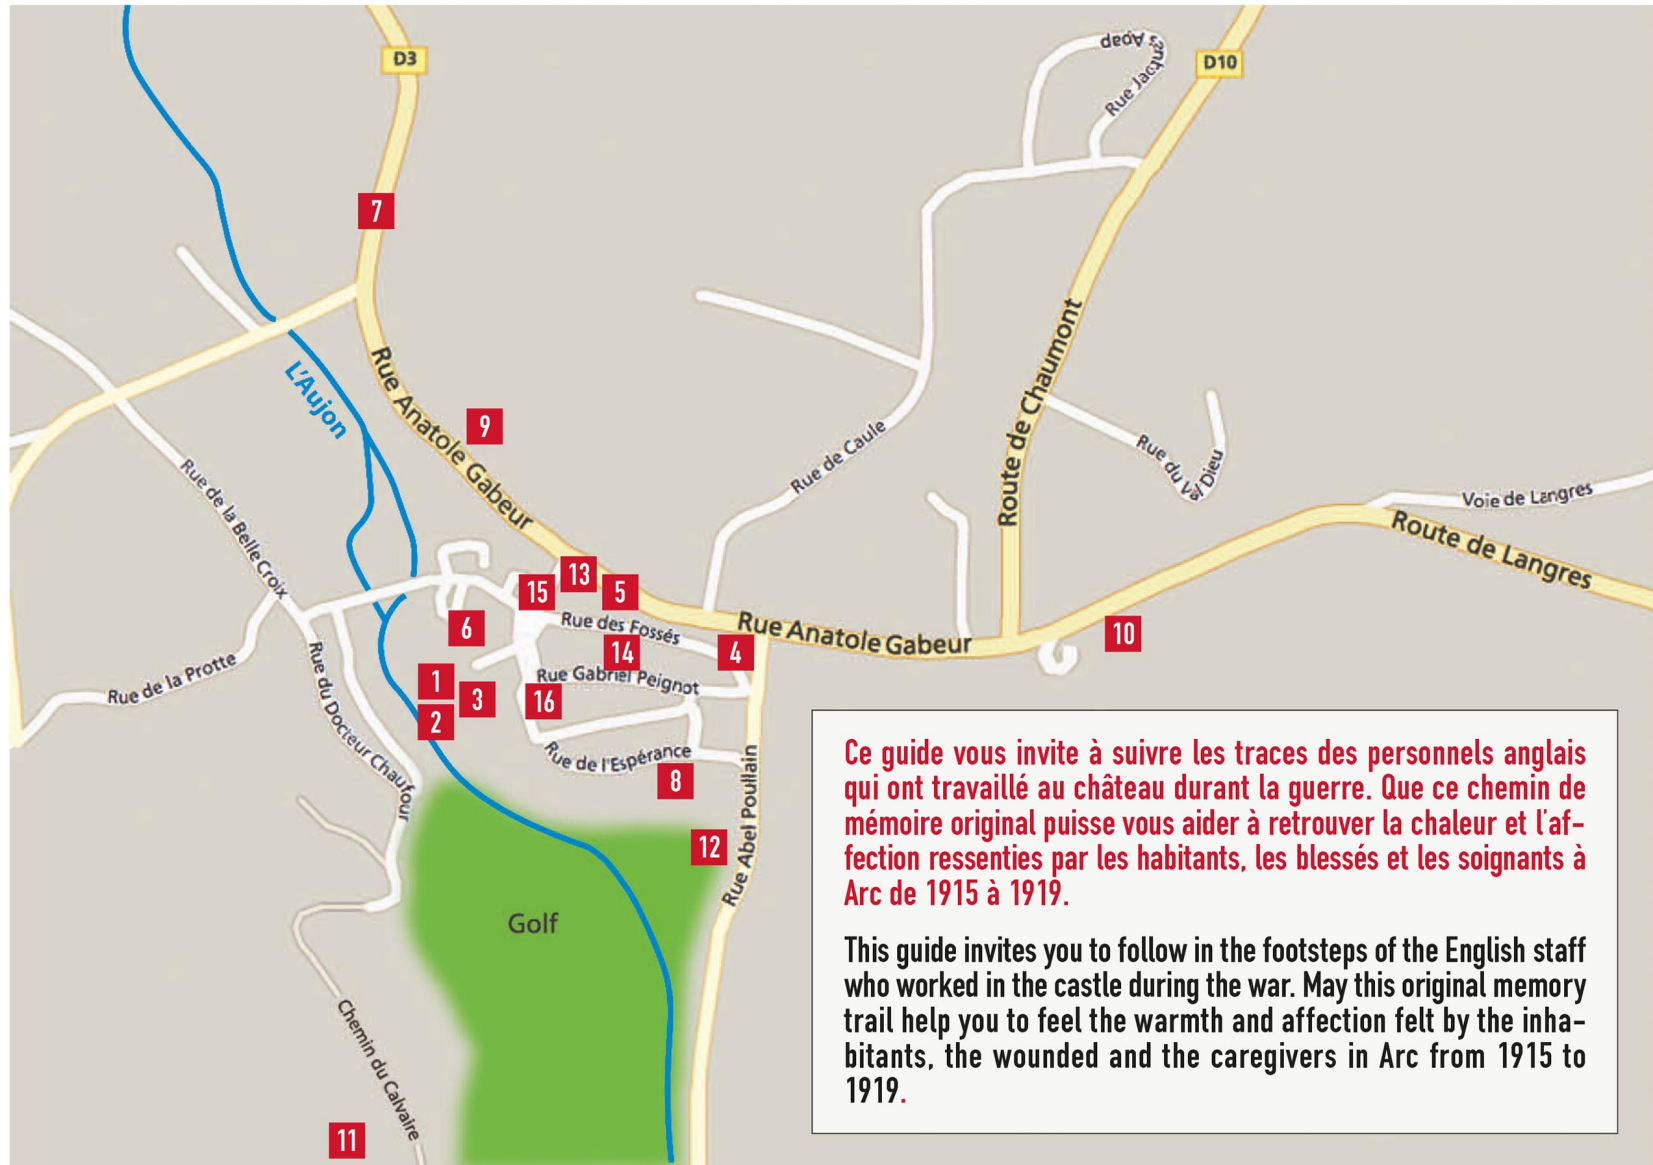 D3
D10
Rue Jacques Adap
7
L'Aujon
Rue Anatole Gabeur
9
Route de Chaumont
Rue de Caule
Rue du Val Dieu
Voie de Langres
Route de Langres
Rue de la Belle Croix
13
15
5
Rue des Fossés
6
14
4
Rue Anatole Gabeur
10
Rue de la Protte
Rue du Docteur Chaufour
1
3
2
Rue Gabriel Peignot
16
Rue de l'Espérance
8
12
Rue Abel Poullain
Golf
Chemin du Calvaire
11
Ce guide vous invite à suivre les traces des personnels anglais
qui ont travaillé au château durant la guerre. Que ce chemin de
mémoire original puisse vous aider à retrouver la chaleur et l'af-
fection ressenties par les habitants, les blessés et les soignants à
Arc de 1915 à 1919.
This guide invites you to follow in the footsteps of the English staff
who worked in the castle during the war. May this original memory
trail help you to feel the warmth and affection felt by the inha-
bitants, the wounded and the caregivers in Arc from 1915 to
1919.